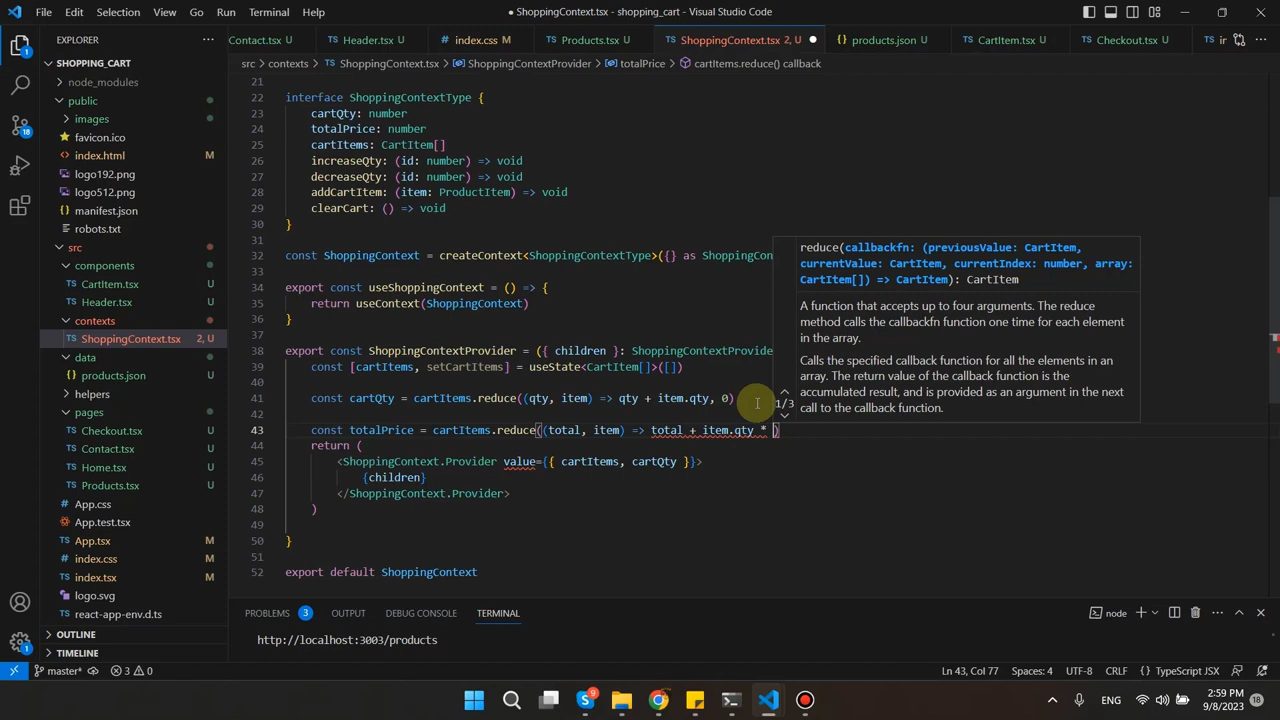 File Edit Selection View Go Run Terminal Help
● ShoppingContext.tsx - shopping_cart - Visual Studio Code
EXPLORER
SHOPPING_CART
node_modules
public
images
favicon.ico
index.html M
logo192.png
logo512.png
manifest.json
robots.txt
src
components
CartItem.tsx U
Header.tsx U
contexts
ShoppingContext.tsx 2, U
data
products.json U
helpers
pages
Checkout.tsx U
Contact.tsx U
Home.tsx U
Products.tsx U
App.css
App.test.tsx
App.tsx U
index.css U
index.tsx U
logo.svg
react-app-env.d.ts
OUTLINE
TIMELINE
Contact.tsx U Header.tsx U index.css M Products.tsx U ShoppingContext.tsx 2, U products.json U CartItem.tsx U Checkout.tsx U
src > contexts > ShoppingContext.tsx > ShoppingContextProvider > totalPrice > cartItems.reduce() callback
21
22 interface ShoppingContextType {
23 cartQty: number
24 totalPrice: number
25 cartItems: CartItem[]
26 increaseQty: (id: number) => void
27 decreaseQty: (id: number) => void
28 addCartItem: (item: ProductItem) => void
29 clearCart: () => void
30 }
31
32 const ShoppingContext = createContext<ShoppingContextType>({} as ShoppingCon
33
34 export const useShoppingContext = () => {
35 return useContext(ShoppingContext)
36 }
37
38 export const ShoppingContextProvider = ({ children }: ShoppingContextProvide
39 const [cartItems, setCartItems] = useState<CartItem[]>([])
40
41 const cartQty = cartItems.reduce((qty, item) => qty + item.qty, 0)
42
43 const totalPrice = cartItems.reduce((total, item) => total + item.qty * )
44 return (
45 <ShoppingContext.Provider value={{ cartItems, cartQty }}>
46 {children}
47 </ShoppingContext.Provider>
48 )
49
50 }
51
52 export default ShoppingContext
reduce(callbackfn: (previousValue: CartItem,
currentValue: CartItem, currentIndex: number, array:
CartItem[]) => CartItem): CartItem
A function that accepts up to four arguments. The reduce
method calls the callbackfn function one time for each element
in the array.
Calls the specified callback function for all the elements in an
array. The return value of the callback function is the
accumulated result, and is provided as an argument in the next
call to the callback function.
1/3
PROBLEMS 3 OUTPUT DEBUG CONSOLE TERMINAL
node
http://localhost:3003/products
master* 3 0
Ln 43, Col 77 Spaces: 4 UTF-8 CRLF TypeScript JSX
2:59 PM
9/8/2023